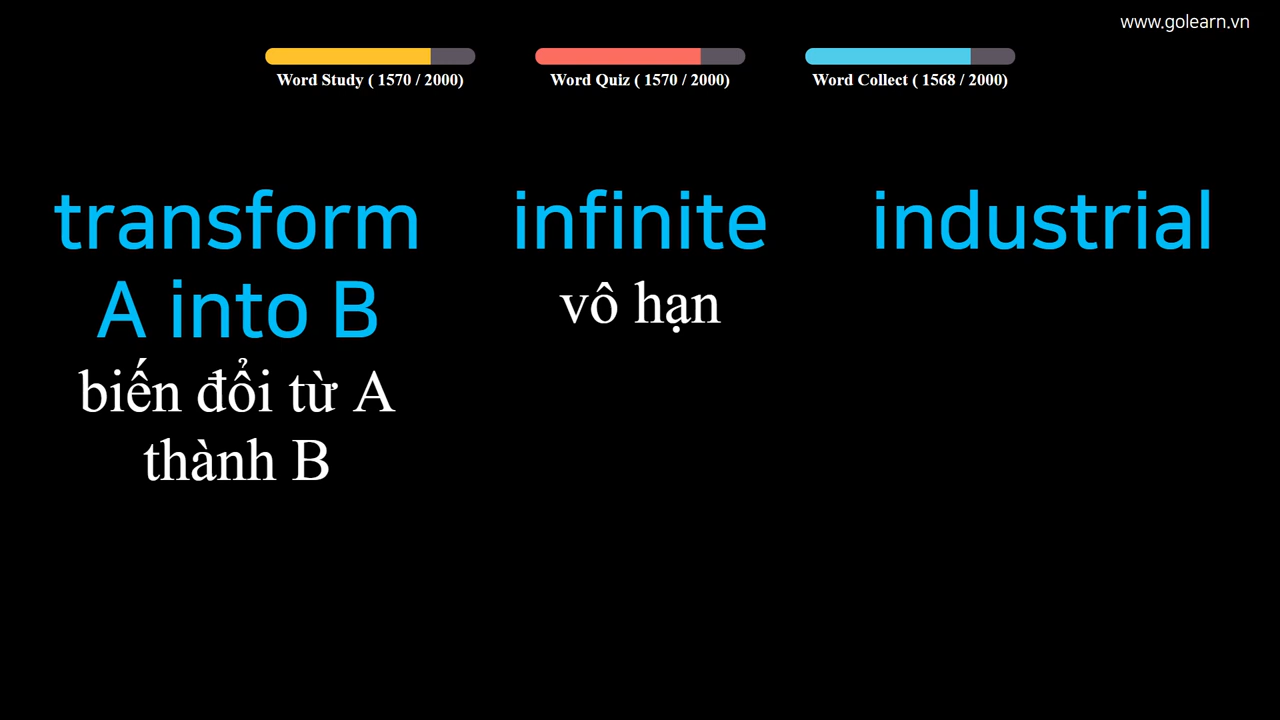 www.golearn.vn
Word Study ( 1570 / 2000)
Word Quiz ( 1570 / 2000)
Word Collect ( 1568 / 2000)
transform
A into B
biến đổi từ A
thành B
infinite
vô hạn
industrial